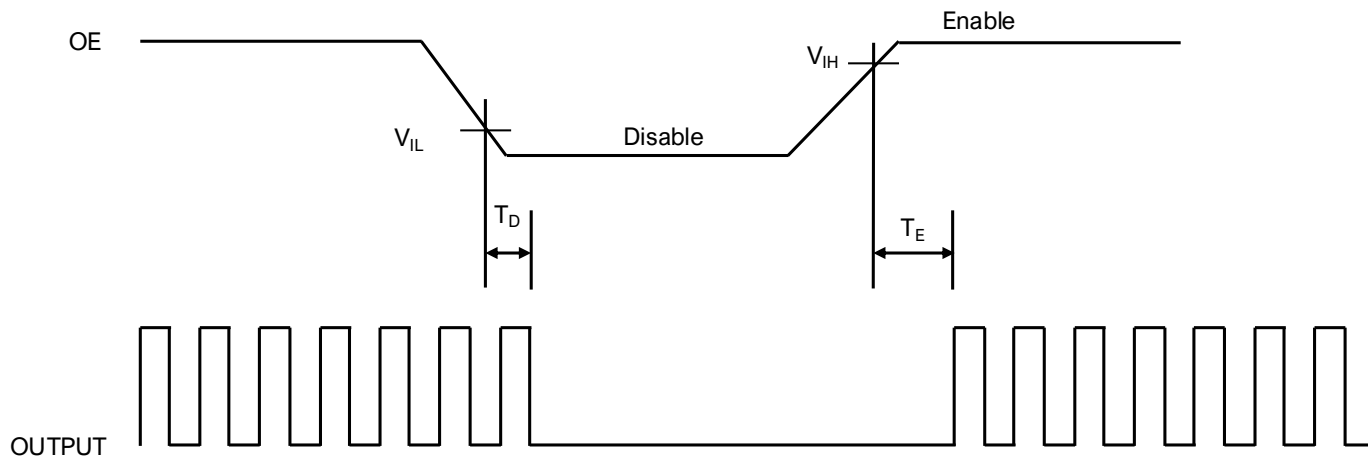 Enable
OE
VIH
VIL
Disable
TD
TE
OUTPUT